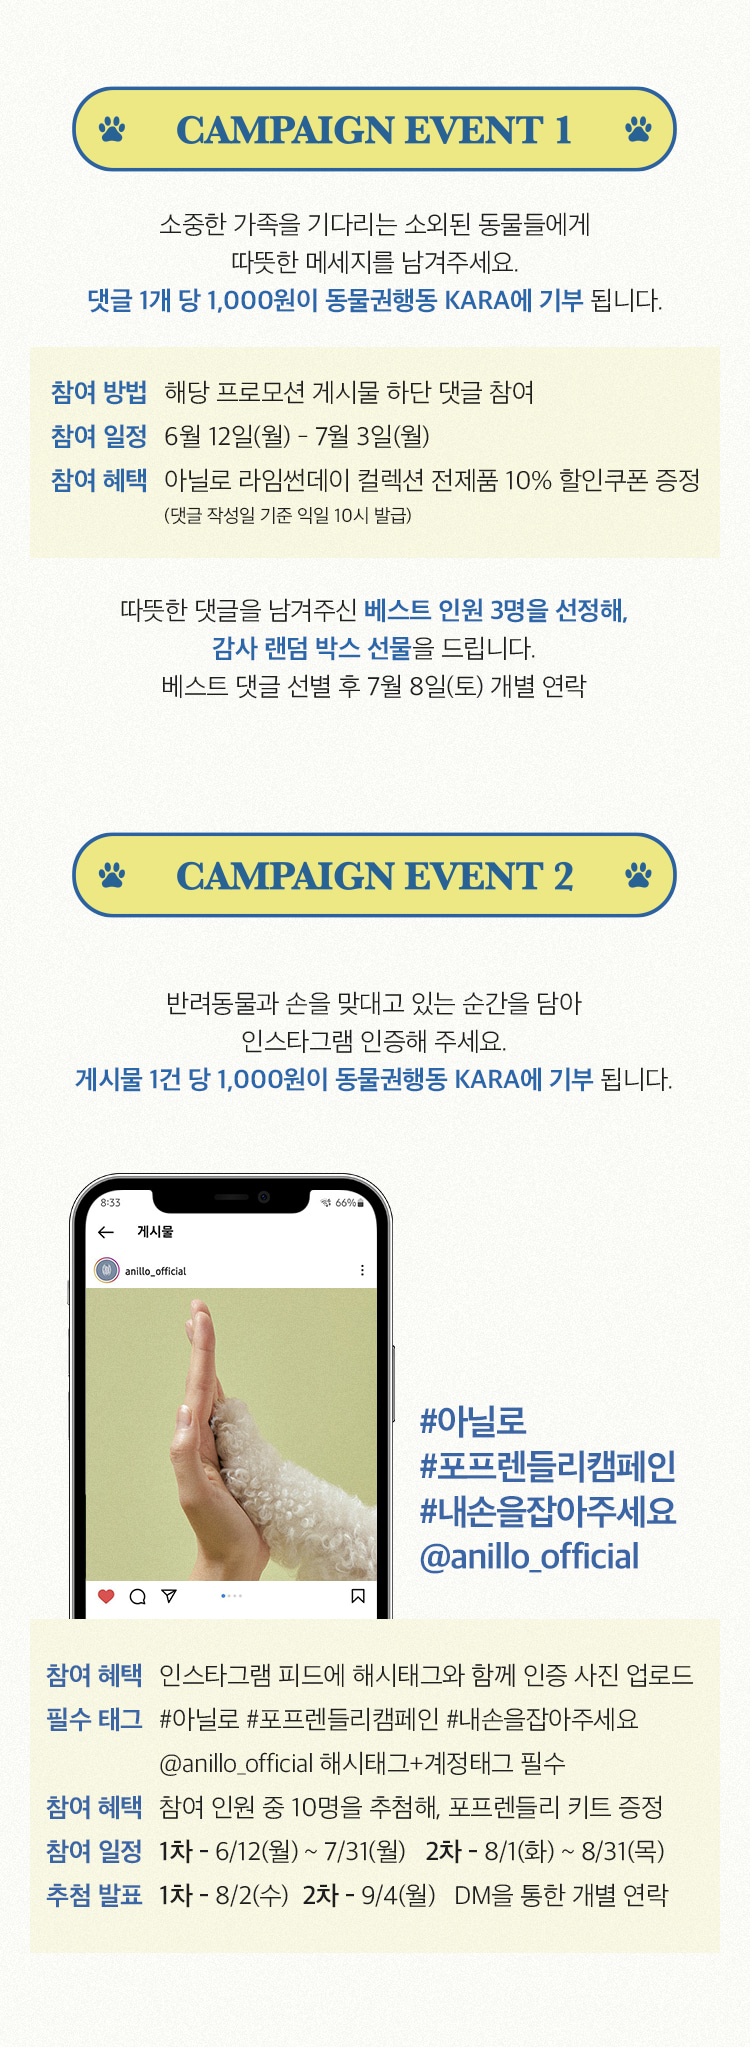 CAMPAIGN EVENT 1
소중한 가족을 기다리는 소외된 동물들에게
따뜻한 메세지를 남겨주세요.
댓글 1개 당 1,000원이 동물권행동 KARA에 기부 됩니다.
참여 방법 해당 프로모션 게시물 하단 댓글 참여
참여 일정 6월 12일(월) - 7월 3일(월)
참여 혜택 아닐로 라임썬데이 컬렉션 전제품 10% 할인쿠폰 증정
(댓글 작성일 기준 익일 10시 발급)
따뜻한 댓글을 남겨주신 베스트 인원 3명을 선정해,
감사 랜덤 박스 선물을 드립니다.
베스트 댓글 선별 후 7월 8일(토) 개별 연락
CAMPAIGN EVENT 2
반려동물과 손을 맞대고 있는 순간을 담아
인스타그램 인증해 주세요.
게시물 1건 당 1,000원이 동물권행동 KARA에 기부 됩니다.
8:33 66%
게시물
anillo_official
#아닐로
#포프렌들리캠페인
#내손을잡아주세요
@anillo_official
참여 혜택 인스타그램 피드에 해시태그와 함께 인증 사진 업로드
필수 태그 #아닐로 #포프렌들리캠페인 #내손을잡아주세요
@anillo_official 해시태그+계정태그 필수
참여 혜택 참여 인원 중 10명을 추첨해, 포프렌들리 키트 증정
참여 일정 1차 - 6/12(월) ~ 7/31(월) 2차 - 8/1(화) ~ 8/31(목)
추첨 발표 1차 - 8/2(수) 2차 - 9/4(월) DM을 통한 개별 연락